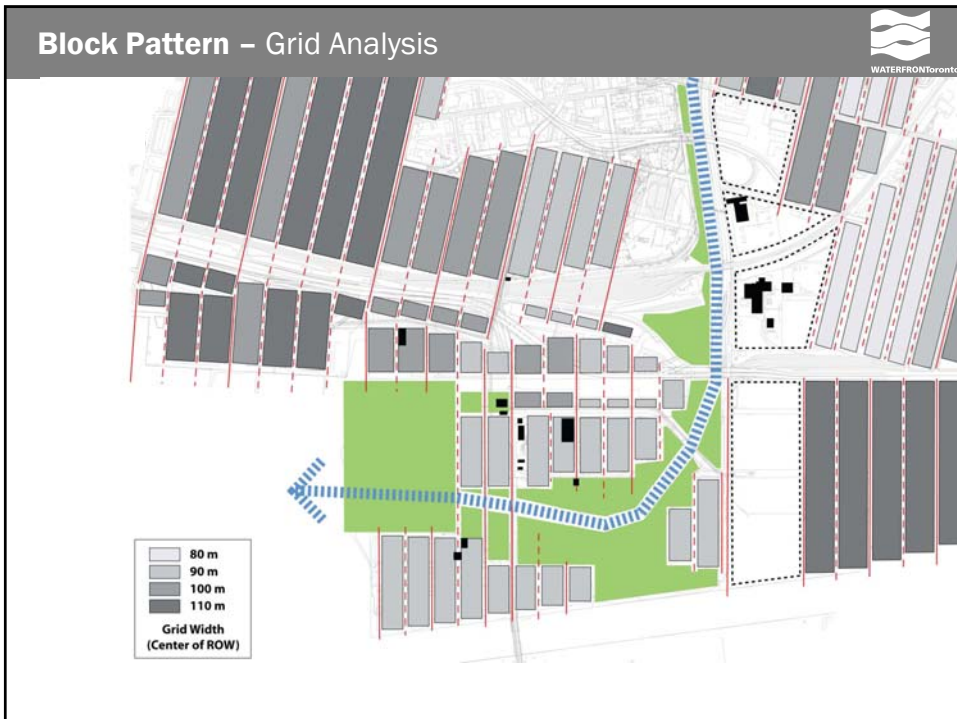 Block Pattern – Grid Analysis
WATERFRONToronto
80 m
90 m
100 m
110 m
Grid Width
(Center of ROW)